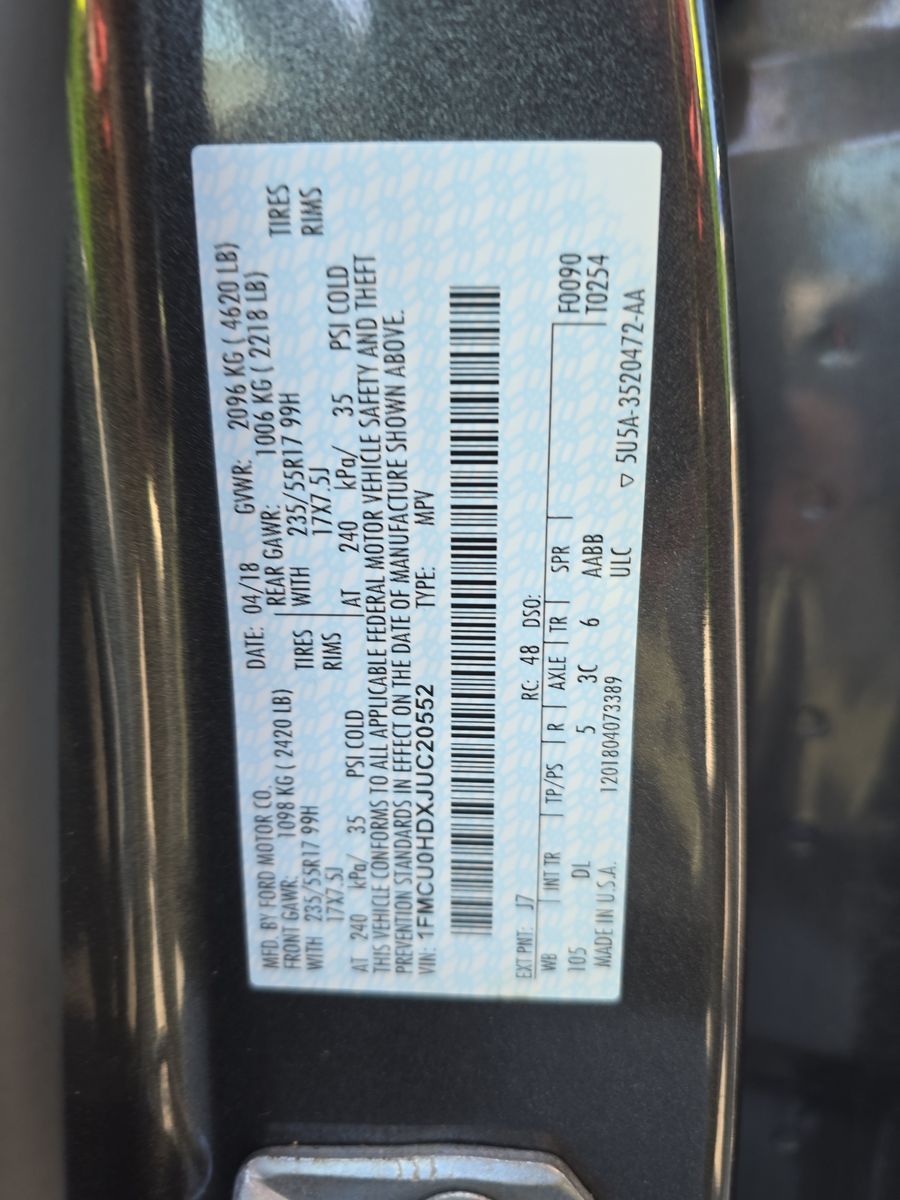 MFD. BY FORD MOTOR CO. DATE: 04/18 GVWR: 2096 KG ( 4620 LB)
FRONT GAWR: 1098 KG ( 2420 LB) REAR GAWR: 1006 KG ( 2218 LB)
WITH 235/55R17 99H TIRES WITH 235/55R17 99H TIRES
17X7.5J RIMS 17X7.5J RIMS
AT 240 kPa/ 35 PSI COLD AT 240 kPa/ 35 PSI COLD
THIS VEHICLE CONFORMS TO ALL APPLICABLE FEDERAL MOTOR VEHICLE SAFETY AND THEFT
PREVENTION STANDARDS IN EFFECT ON THE DATE OF MANUFACTURE SHOWN ABOVE.
VIN: 1FMCU0HDXJUC20552 TYPE: MPV
EXT PNT: J7 RC: 48 DSO:
WB INT TR TP/PS R AXLE TR SPR F0090
105 DL 5 3C 6 AABB T0254
MADE IN U.S.A. 1201804073389 ULC
▽ 5U5A-3520472-AA